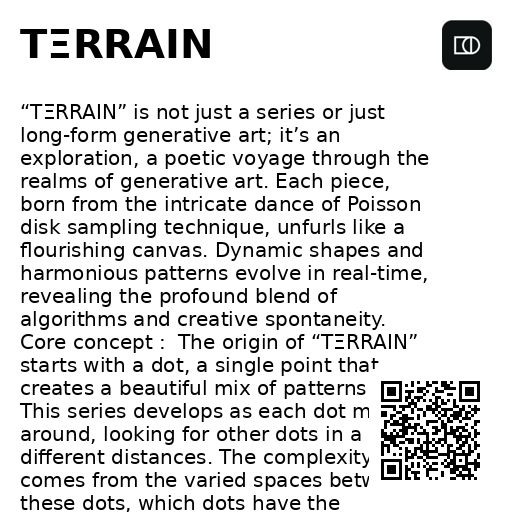 TΞRRAIN
“TΞRRAIN” is not just a series or just
long-form generative art; it’s an
exploration, a poetic voyage through the
realms of generative art. Each piece,
born from the intricate dance of Poisson
disk sampling technique, unfurls like a
flourishing canvas. Dynamic shapes and
harmonious patterns evolve in real-time,
revealing the profound blend of
algorithms and creative spontaneity.
Core concept :  The origin of “TΞRRAIN”
starts with a dot, a single point that
creates a beautiful mix of patterns
This series develops as each dot m
around, looking for other dots in a
different distances. The complexity
comes from the varied spaces betw
these dots, which dots have the